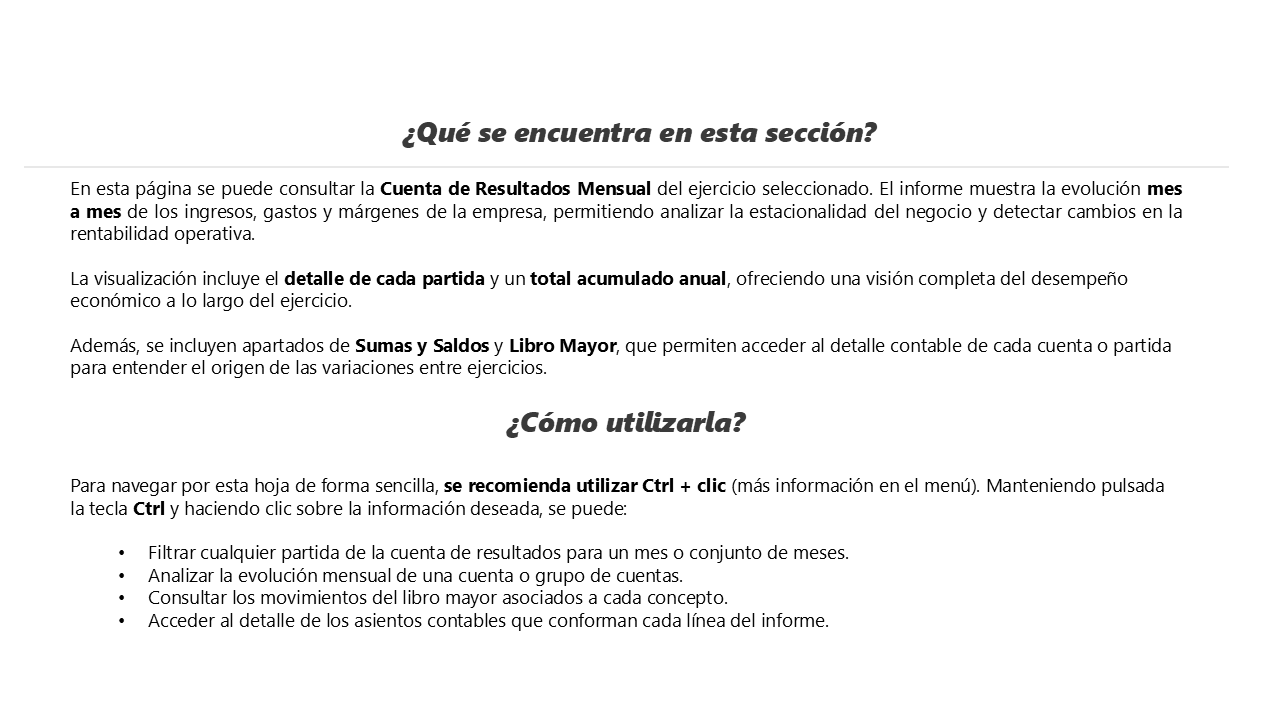 ¿Qué se encuentra en esta sección?
En esta página se puede consultar la Cuenta de Resultados Mensual del ejercicio seleccionado. El informe muestra la evolución mes
a mes de los ingresos, gastos y márgenes de la empresa, permitiendo analizar la estacionalidad del negocio y detectar cambios en la
rentabilidad operativa.
La visualización incluye el detalle de cada partida y un total acumulado anual, ofreciendo una visión completa del desempeño
económico a lo largo del ejercicio.
Además, se incluyen apartados de Sumas y Saldos y Libro Mayor, que permiten acceder al detalle contable de cada cuenta o partida
para entender el origen de las variaciones entre ejercicios.
¿Cómo utilizarla?
Para navegar por esta hoja de forma sencilla, se recomienda utilizar Ctrl + clic (más información en el menú). Manteniendo pulsada
la tecla Ctrl y haciendo clic sobre la información deseada, se puede:
• Filtrar cualquier partida de la cuenta de resultados para un mes o conjunto de meses.
• Analizar la evolución mensual de una cuenta o grupo de cuentas.
• Consultar los movimientos del libro mayor asociados a cada concepto.
• Acceder al detalle de los asientos contables que conforman cada línea del informe.